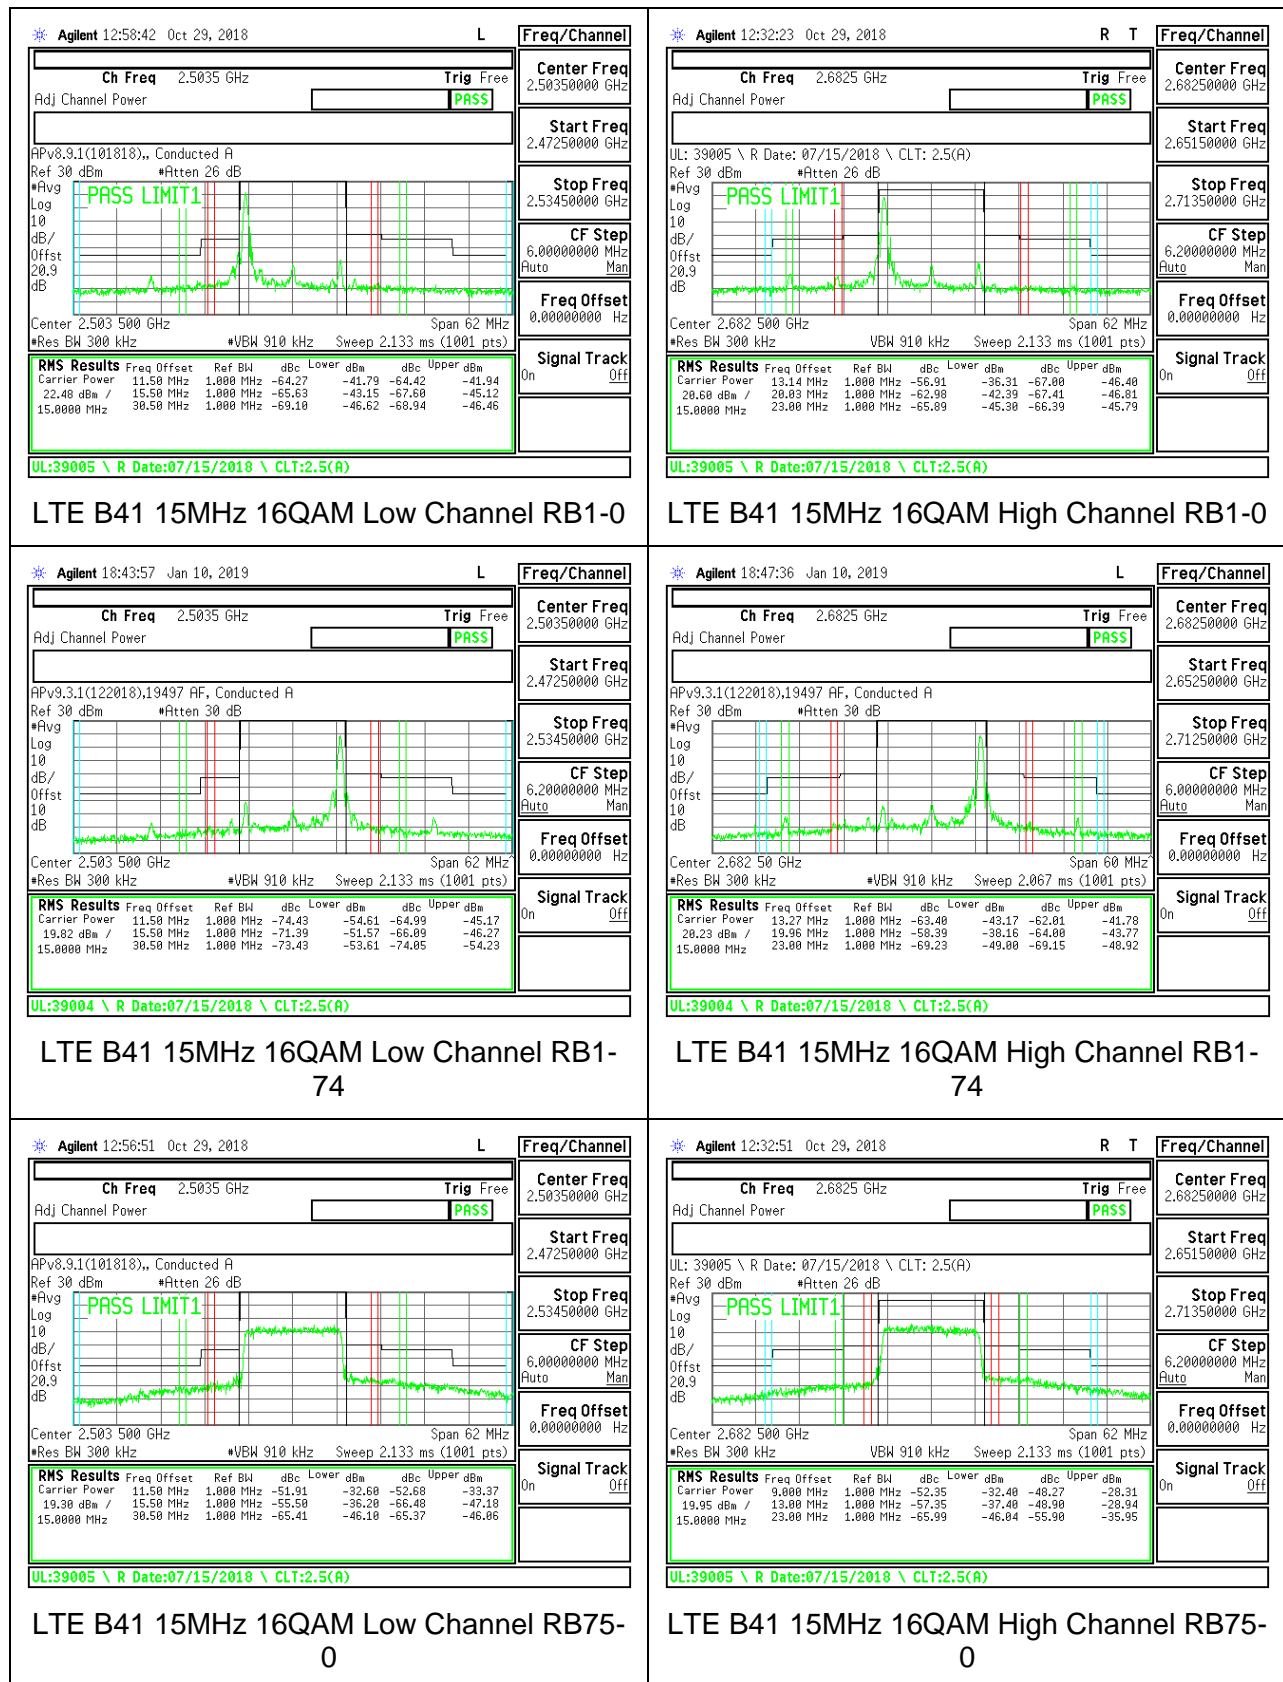 Agilent 12:58:42 Oct 29, 2018 L
Freq/Channel
Ch Freq 2.5035 GHz Trig Free
Adj Channel Power PASS
APv8.9.1(101818),, Conducted A
Ref 30 dBm #Atten 26 dB
#Avg
Log
10
dB/
Offst
20.9
dB
PASS LIMIT1
Center 2.503 500 GHz Span 62 MHz
#Res BW 300 kHz #VBW 910 kHz Sweep 2.133 ms (1001 pts)
RMS Results Freq Offset Ref BW dBc Lower dBm dBc Upper dBm
Carrier Power 11.50 MHz 1.000 MHz -64.27 -41.79 -64.42 -41.94
22.48 dBm / 15.50 MHz 1.000 MHz -65.63 -43.15 -67.60 -45.12
15.0000 MHz 30.50 MHz 1.000 MHz -69.10 -46.62 -68.94 -46.46
UL:39005 \ R Date:07/15/2018 \ CLT:2.5(A)
Center Freq
2.50350000 GHz
Start Freq
2.47250000 GHz
Stop Freq
2.53450000 GHz
CF Step
6.00000000 MHz
Auto Man
Freq Offset
0.00000000 Hz
Signal Track
On Off
LTE B41 15MHz 16QAM Low Channel RB1-0
Agilent 12:32:23 Oct 29, 2018 R T
Freq/Channel
Ch Freq 2.6825 GHz Trig Free
Adj Channel Power PASS
UL: 39005 \ R Date: 07/15/2018 \ CLT: 2.5(A)
Ref 30 dBm #Atten 26 dB
#Avg
Log
10
dB/
Offst
20.9
dB
PASS LIMIT1
Center 2.682 500 GHz Span 62 MHz
#Res BW 300 kHz VBW 910 kHz Sweep 2.133 ms (1001 pts)
RMS Results Freq Offset Ref BW dBc Lower dBm dBc Upper dBm
Carrier Power 13.14 MHz 1.000 MHz -56.91 -36.31 -67.00 -46.40
20.60 dBm / 20.03 MHz 1.000 MHz -62.98 -42.39 -67.41 -46.81
15.0000 MHz 23.00 MHz 1.000 MHz -65.89 -45.30 -66.39 -45.79
UL:39005 \ R Date:07/15/2018 \ CLT:2.5(A)
Center Freq
2.68250000 GHz
Start Freq
2.65150000 GHz
Stop Freq
2.71350000 GHz
CF Step
6.20000000 MHz
Auto Man
Freq Offset
0.00000000 Hz
Signal Track
On Off
LTE B41 15MHz 16QAM High Channel RB1-0
Agilent 18:43:57 Jan 10, 2019 L
Freq/Channel
Ch Freq 2.5035 GHz Trig Free
Adj Channel Power PASS
APv9.3.1(122018),19497 AF, Conducted A
Ref 30 dBm #Atten 30 dB
#Avg
Log
10
dB/
Offst
10
dB
Center 2.503 500 GHz Span 62 MHz^
#Res BW 300 kHz #VBW 910 kHz Sweep 2.133 ms (1001 pts)
RMS Results Freq Offset Ref BW dBc Lower dBm dBc Upper dBm
Carrier Power 11.50 MHz 1.000 MHz -74.43 -54.61 -64.99 -45.17
19.82 dBm / 15.50 MHz 1.000 MHz -71.39 -51.57 -66.09 -46.27
15.0000 MHz 30.50 MHz 1.000 MHz -73.43 -53.61 -74.05 -54.23
UL:39004 \ R Date:07/15/2018 \ CLT:2.5(A)
Center Freq
2.50350000 GHz
Start Freq
2.47250000 GHz
Stop Freq
2.53450000 GHz
CF Step
6.20000000 MHz
Auto Man
Freq Offset
0.00000000 Hz
Signal Track
On Off
LTE B41 15MHz 16QAM Low Channel RB1-
74
Agilent 18:47:36 Jan 10, 2019 L
Freq/Channel
Ch Freq 2.6825 GHz Trig Free
Adj Channel Power PASS
APv9.3.1(122018),19497 AF, Conducted A
Ref 30 dBm #Atten 30 dB
#Avg
Log
10
dB/
Offst
10
dB
Center 2.682 50 GHz Span 60 MHz^
#Res BW 300 kHz #VBW 910 kHz Sweep 2.067 ms (1001 pts)
RMS Results Freq Offset Ref BW dBc Lower dBm dBc Upper dBm
Carrier Power 13.27 MHz 1.000 MHz -63.40 -43.17 -62.01 -41.78
20.23 dBm / 19.96 MHz 1.000 MHz -58.39 -38.16 -64.00 -43.77
15.0000 MHz 23.00 MHz 1.000 MHz -69.23 -49.00 -69.15 -48.92
UL:39004 \ R Date:07/15/2018 \ CLT:2.5(A)
Center Freq
2.68250000 GHz
Start Freq
2.65250000 GHz
Stop Freq
2.71250000 GHz
CF Step
6.00000000 MHz
Auto Man
Freq Offset
0.00000000 Hz
Signal Track
On Off
LTE B41 15MHz 16QAM High Channel RB1-
74
Agilent 12:56:51 Oct 29, 2018 L
Freq/Channel
Ch Freq 2.5035 GHz Trig Free
Adj Channel Power PASS
APv8.9.1(101818),, Conducted A
Ref 30 dBm #Atten 26 dB
#Avg
Log
10
dB/
Offst
20.9
dB
PASS LIMIT1
Center 2.503 500 GHz Span 62 MHz
#Res BW 300 kHz #VBW 910 kHz Sweep 2.133 ms (1001 pts)
RMS Results Freq Offset Ref BW dBc Lower dBm dBc Upper dBm
Carrier Power 11.50 MHz 1.000 MHz -51.91 -32.60 -52.68 -33.37
19.30 dBm / 15.50 MHz 1.000 MHz -55.50 -36.20 -66.48 -47.18
15.0000 MHz 30.50 MHz 1.000 MHz -65.41 -46.10 -65.37 -46.06
UL:39005 \ R Date:07/15/2018 \ CLT:2.5(A)
Center Freq
2.50350000 GHz
Start Freq
2.47250000 GHz
Stop Freq
2.53450000 GHz
CF Step
6.00000000 MHz
Auto Man
Freq Offset
0.00000000 Hz
Signal Track
On Off
LTE B41 15MHz 16QAM Low Channel RB75-
0
Agilent 12:32:51 Oct 29, 2018 R T
Freq/Channel
Ch Freq 2.6825 GHz Trig Free
Adj Channel Power PASS
UL: 39005 \ R Date: 07/15/2018 \ CLT: 2.5(A)
Ref 30 dBm #Atten 26 dB
#Avg
Log
10
dB/
Offst
20.9
dB
PASS LIMIT1
Center 2.682 500 GHz Span 62 MHz
#Res BW 300 kHz VBW 910 kHz Sweep 2.133 ms (1001 pts)
RMS Results Freq Offset Ref BW dBc Lower dBm dBc Upper dBm
Carrier Power 9.000 MHz 1.000 MHz -52.35 -32.40 -48.27 -28.31
19.95 dBm / 13.00 MHz 1.000 MHz -57.35 -37.40 -48.90 -28.94
15.0000 MHz 23.00 MHz 1.000 MHz -65.99 -46.04 -55.90 -35.95
UL:39005 \ R Date:07/15/2018 \ CLT:2.5(A)
Center Freq
2.68250000 GHz
Start Freq
2.65150000 GHz
Stop Freq
2.71350000 GHz
CF Step
6.20000000 MHz
Auto Man
Freq Offset
0.00000000 Hz
Signal Track
On Off
LTE B41 15MHz 16QAM High Channel RB75-
0